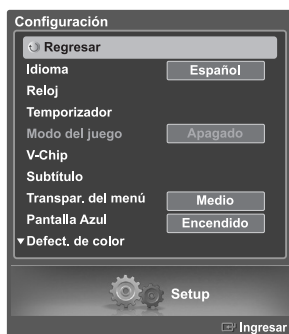 Configuración
Regresar
Idioma Español
Reloj
Temporizador
Modo del juego Apagado
V-Chip
Subtítulo
Transpar. del menú Medio
Pantalla Azul Encendido
▼Defect. de color
Setup
Ingresar